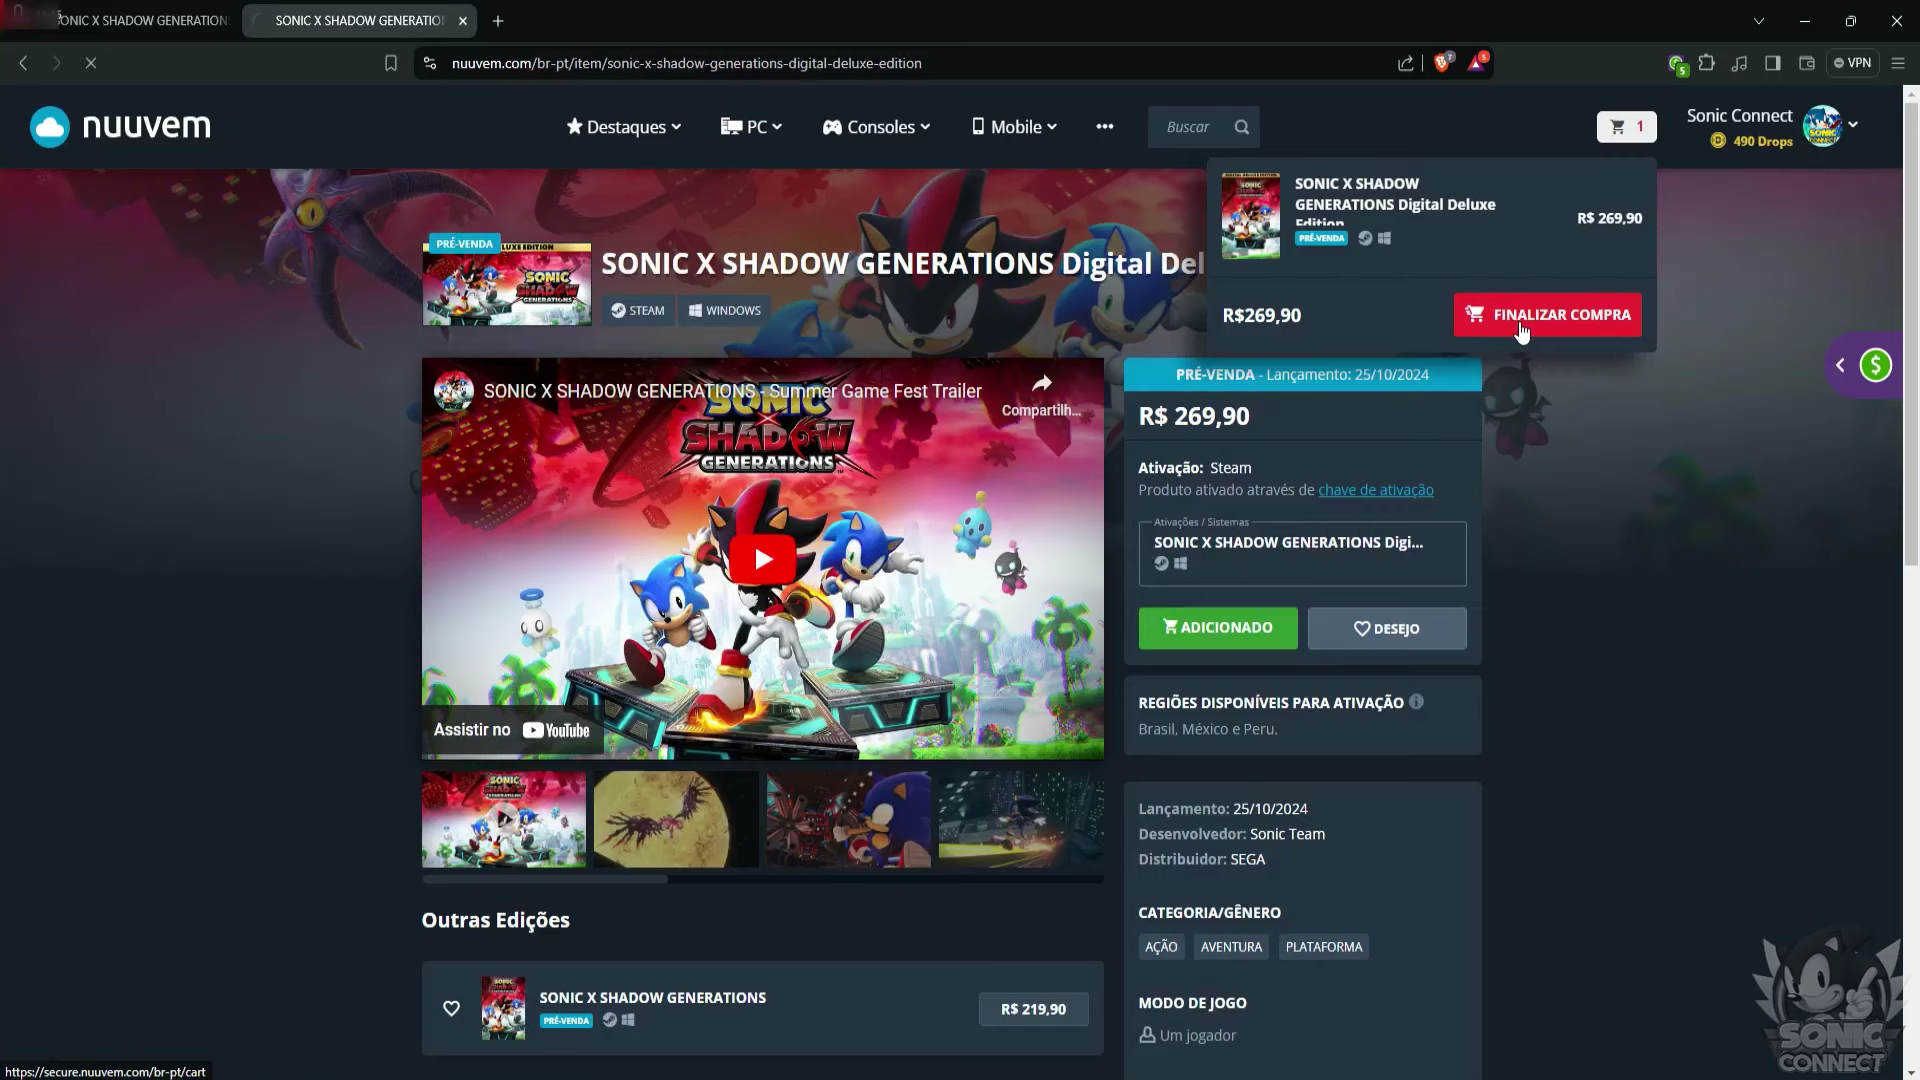 SONIC X SHADOW GENERATIONS
SONIC X SHADOW GENERATIO
nuuvem.com/br-pt/item/sonic-x-shadow-generations-digital-deluxe-edition
7
5
5
VPN
nuuvem
Destaques
PC
Consoles
Mobile
•••
Buscar
1
Sonic Connect
490 Drops
SONIC X SHADOW
GENERATIONS Digital Deluxe
Edition
PRÉ-VENDA
R$ 269,90
R$269,90
FINALIZAR COMPRA
PRÉ-VENDA
SONIC X SHADOW GENERATIONS Digital Del
STEAM
WINDOWS
SONIC X SHADOW GENERATIONS - Summer Game Fest Trailer
Compartilh...
SONIC
X
SHADOW
GENERATIONS
Assistir no YouTube
PRÉ-VENDA - Lançamento: 25/10/2024
R$ 269,90
Ativação: Steam
Produto ativado através de chave de ativação
Ativações / Sistemas
SONIC X SHADOW GENERATIONS Digi...
ADICIONADO
DESEJO
REGIÕES DISPONÍVEIS PARA ATIVAÇÃO
Brasil, México e Peru.
Lançamento: 25/10/2024
Desenvolvedor: Sonic Team
Distribuidor: SEGA
CATEGORIA/GÊNERO
AÇÃO
AVENTURA
PLATAFORMA
MODO DE JOGO
Um jogador
Outras Edições
SONIC X SHADOW GENERATIONS
PRÉ-VENDA
R$ 219,90
SONIC
CONNECT
https://secure.nuuvem.com/br-pt/cart